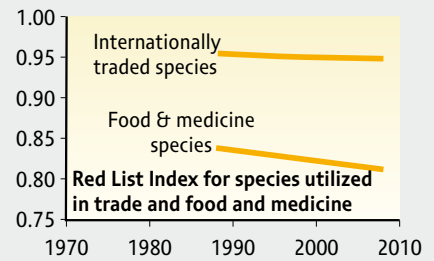 1.00
Internationally
traded species
0.95
0.90
Food & medicine
species
0.85
0.80
Red List Index for species utilized
in trade and food and medicine
0.75
1970 1980 1990 2000 2010